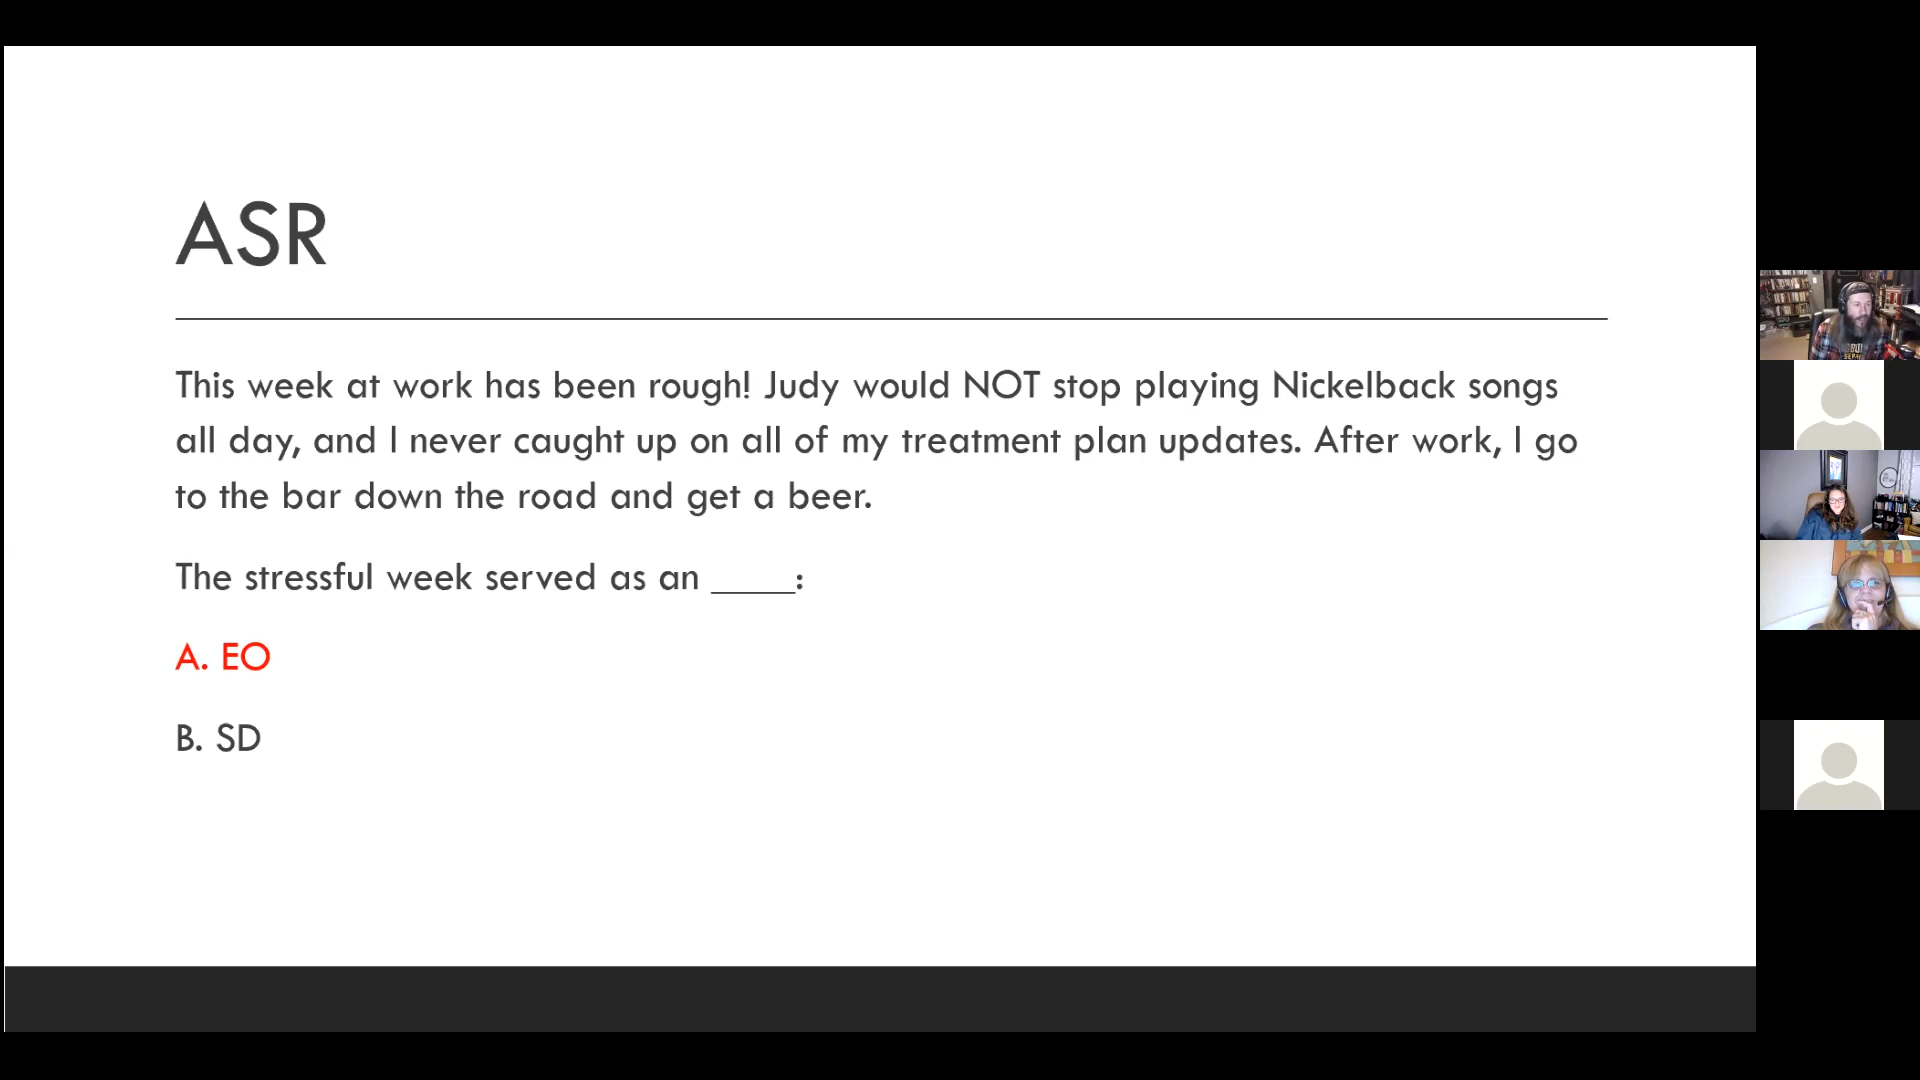 ASR
This week at work has been rough! Judy would NOT stop playing Nickelback songs
all day, and I never caught up on all of my treatment plan updates. After work, I go
to the bar down the road and get a beer.
The stressful week served as an ____:
A. EO
B. SD